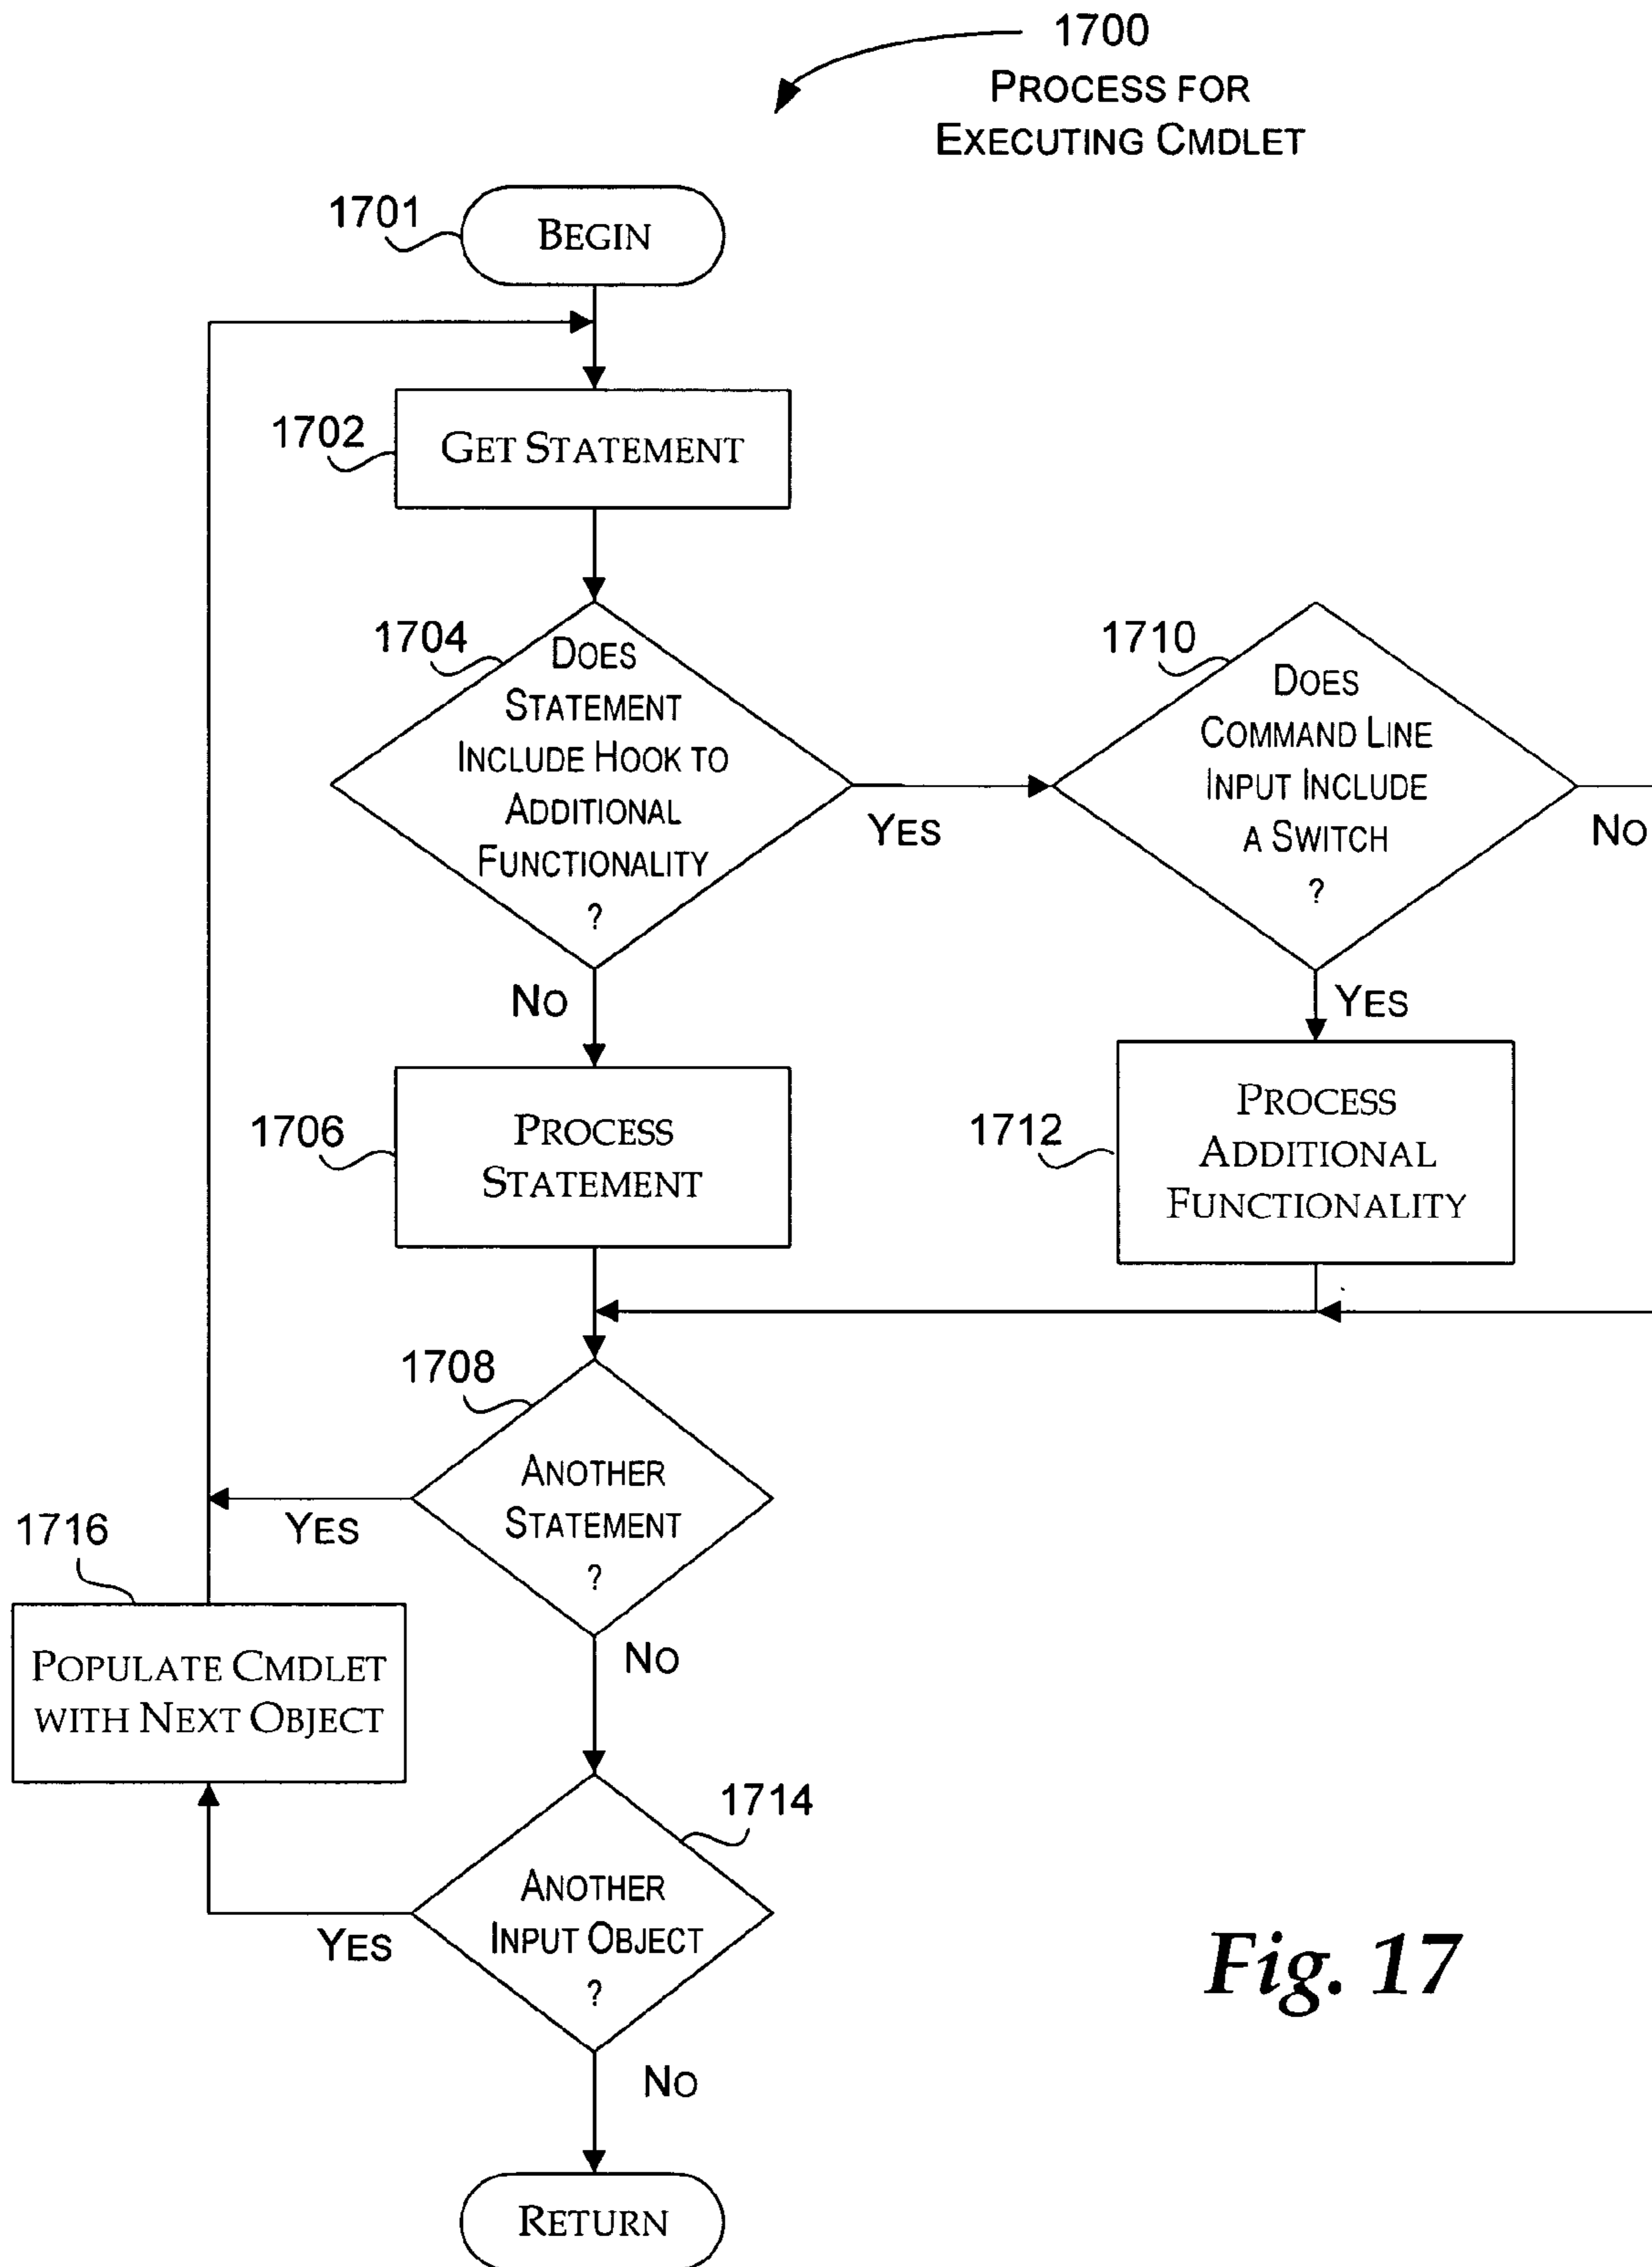 1700
PROCESS FOR
EXECUTING CMDLET
1701
BEGIN
1702
GET STATEMENT
1704
DOES
STATEMENT
INCLUDE HOOK TO
ADDITIONAL
FUNCTIONALITY
?
YES
NO
1710
DOES
COMMAND LINE
INPUT INCLUDE
A SWITCH
?
NO
YES
1706
PROCESS
STATEMENT
1712
PROCESS
ADDITIONAL
FUNCTIONALITY
1708
ANOTHER
STATEMENT
?
YES
NO
1716
POPULATE CMDLET
WITH NEXT OBJECT
1714
ANOTHER
INPUT OBJECT
?
YES
NO
RETURN
Fig. 17